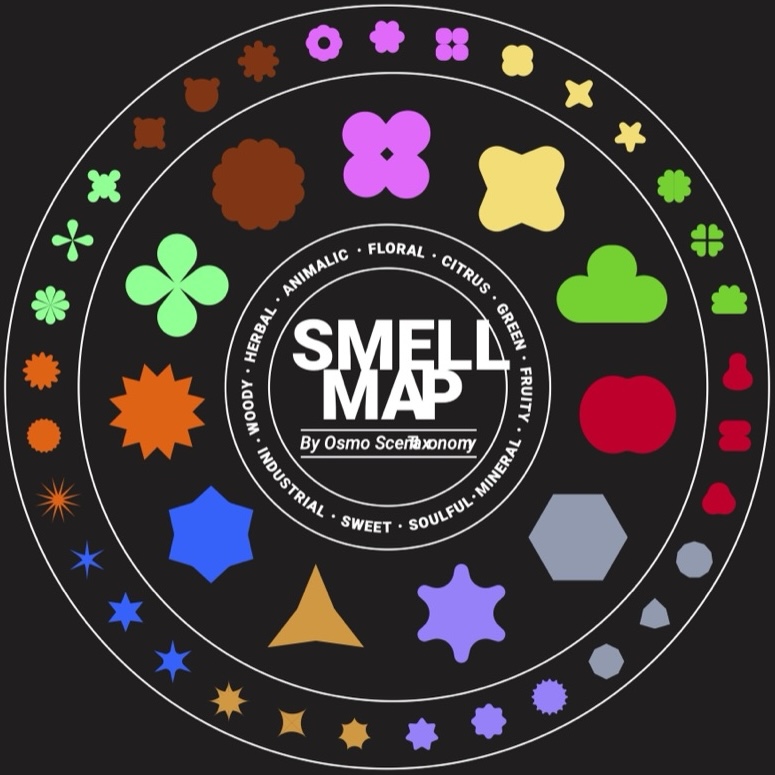 FLORAL · CITRUS · GREEN · FRUITY · MINERAL · SOULFUL · SWEET · INDUSTRIAL · WOODY · HERBAL · ANIMALIC ·
SMELL
MAP
By Osmo Scent Taxonomy